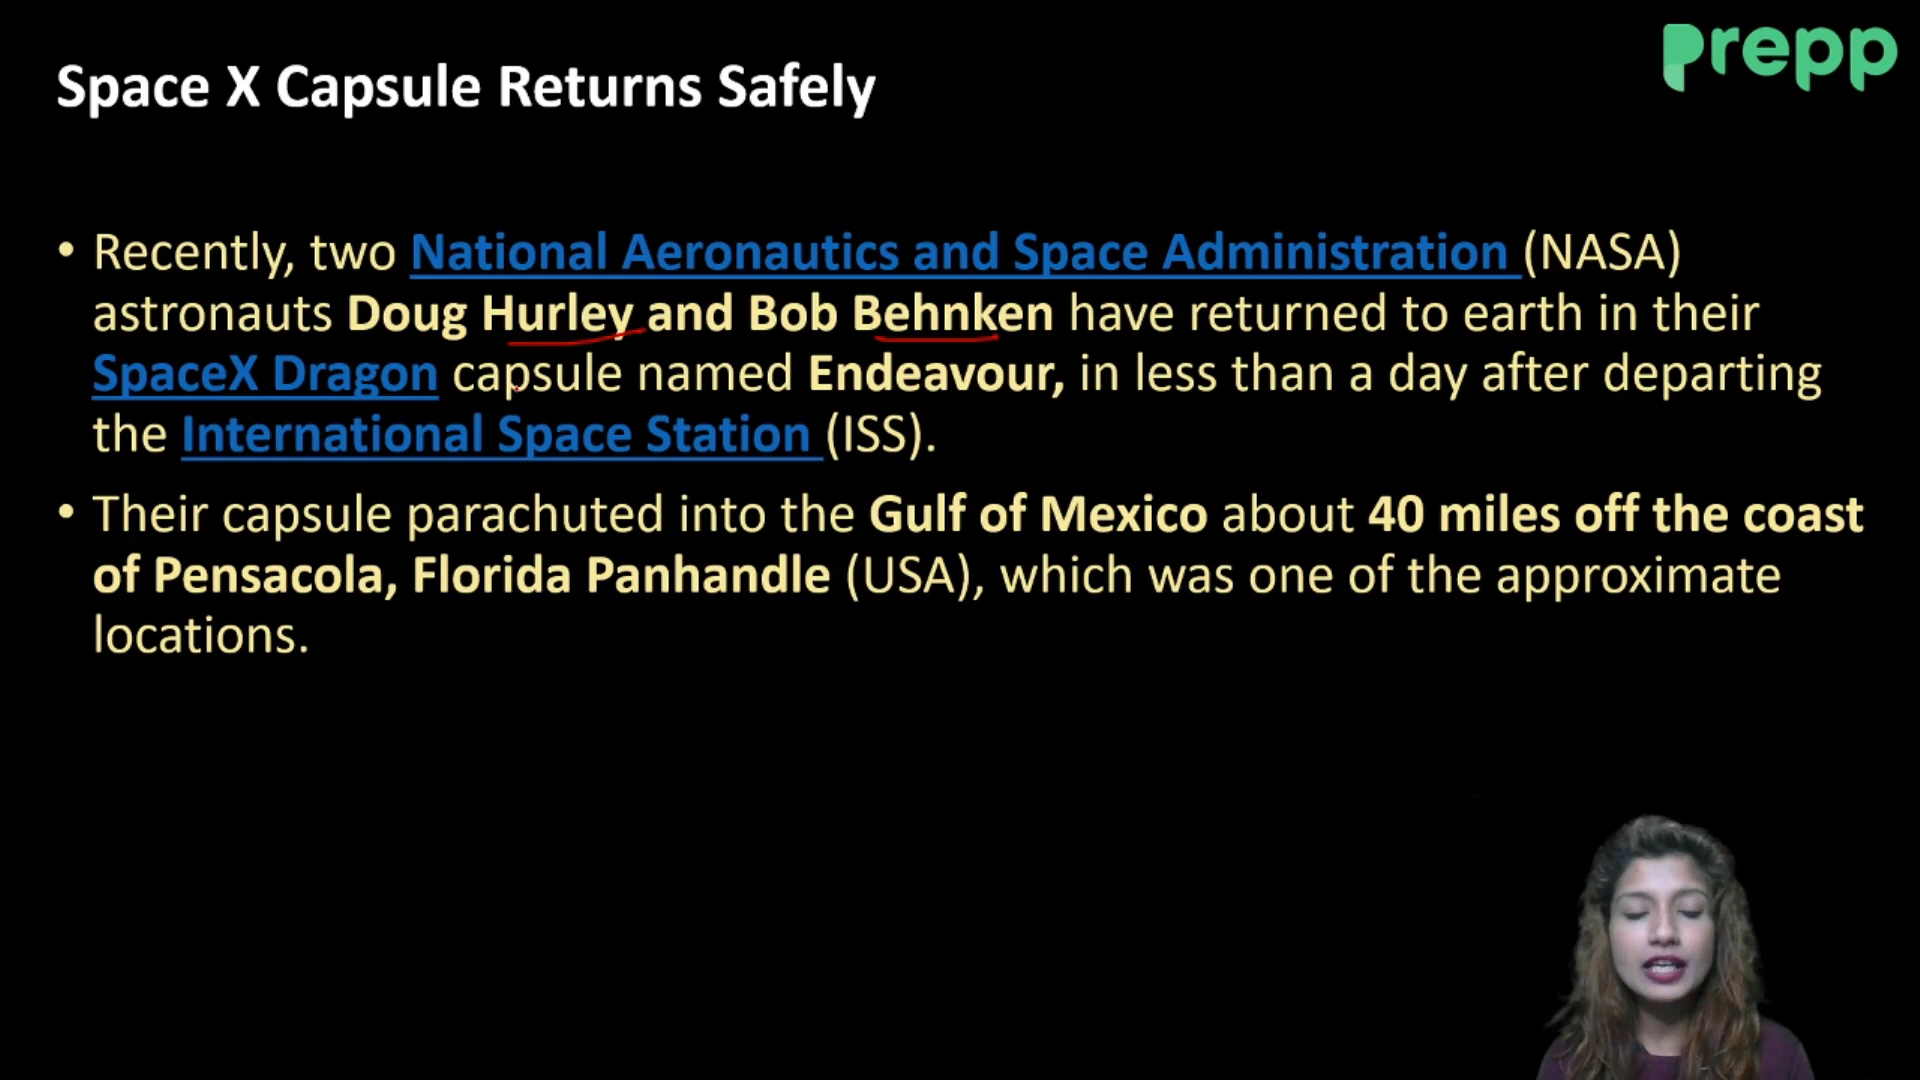 prepp
Space X Capsule Returns Safely
• Recently, two National Aeronautics and Space Administration (NASA)
astronauts Doug Hurley and Bob Behnken have returned to earth in their
SpaceX Dragon capsule named Endeavour, in less than a day after departing
the International Space Station (ISS).
• Their capsule parachuted into the Gulf of Mexico about 40 miles off the coast
of Pensacola, Florida Panhandle (USA), which was one of the approximate
locations.